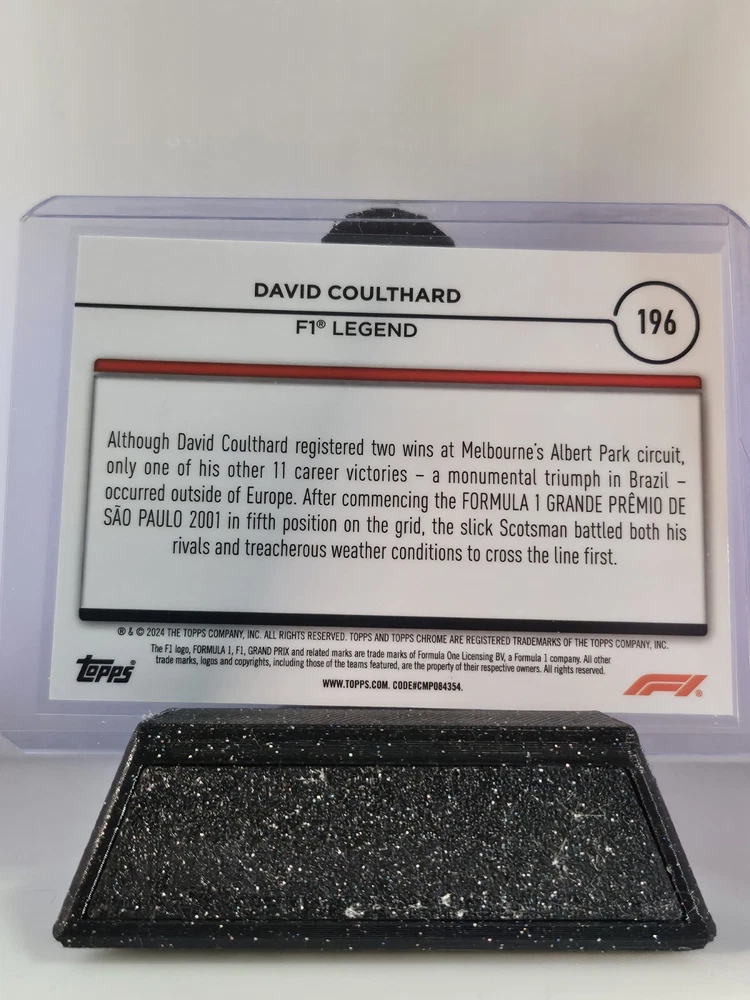 DAVID COULTHARD
196
F1® LEGEND
Although David Coulthard registered two wins at Melbourne's Albert Park circuit,
only one of his other 11 career victories – a monumental triumph in Brazil –
occurred outside of Europe. After commencing the FORMULA 1 GRANDE PRÊMIO DE
SÃO PAULO 2001 in fifth position on the grid, the slick Scotsman battled both his
rivals and treacherous weather conditions to cross the line first.
® & © 2024 THE TOPPS COMPANY, INC. ALL RIGHTS RESERVED. TOPPS AND TOPPS CHROME ARE REGISTERED TRADEMARKS OF THE TOPPS COMPANY, INC.
The F1 logo, FORMULA 1, F1, GRAND PRIX and related marks are trade marks of Formula One Licensing BV, a Formula 1 company. All other
trade marks, logos and copyrights, including those of the teams featured, are the property of their respective owners. All rights reserved.
WWW.TOPPS.COM. CODE#CMP084354.
topps®
F1®